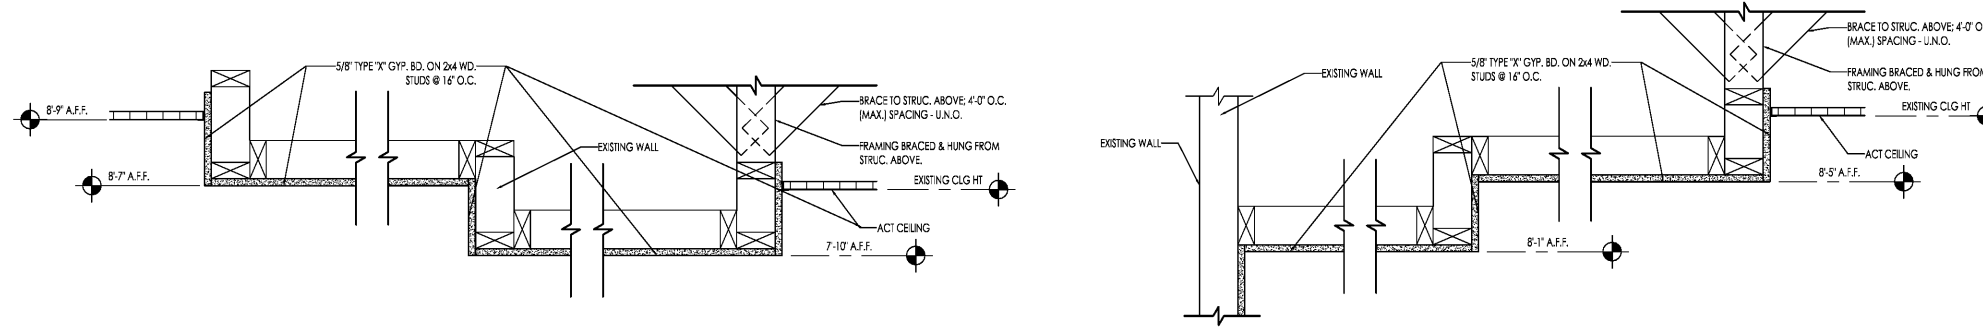 5/8" TYPE "X" GYP. BD. ON 2x4 WD.
STUDS @ 16" O.C.
8'-9" A.F.F.
BRACE TO STRUC. ABOVE; 4'-0" O.C.
(MAX.) SPACING - U.N.O.
EXISTING WALL
FRAMING BRACED & HUNG FROM
STRUC. ABOVE.
8'-7" A.F.F.
EXISTING CLG HT
ACT CEILING
7'-10" A.F.F.
BRACE TO STRUC. ABOVE; 4'-0" O
(MAX.) SPACING - U.N.O.
5/8" TYPE "X" GYP. BD. ON 2x4 WD.
STUDS @ 16" O.C.
EXISTING WALL
FRAMING BRACED & HUNG FROM
STRUC. ABOVE.
EXISTING CLG HT
EXISTING WALL
ACT CEILING
8'-5" A.F.F.
8'-1" A.F.F.